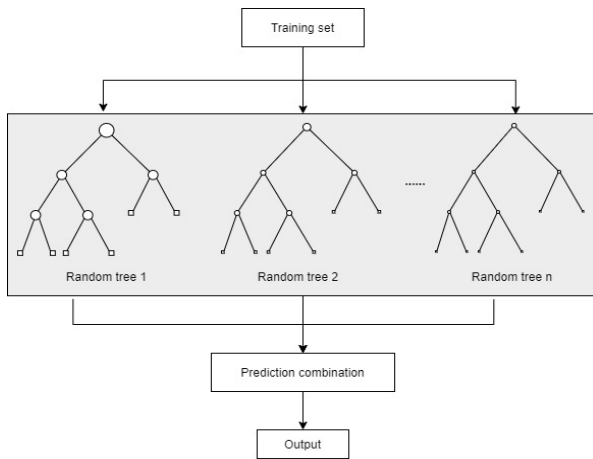 Training set
......
Random tree 1
Random tree 2
Random tree n
Prediction combination
Output